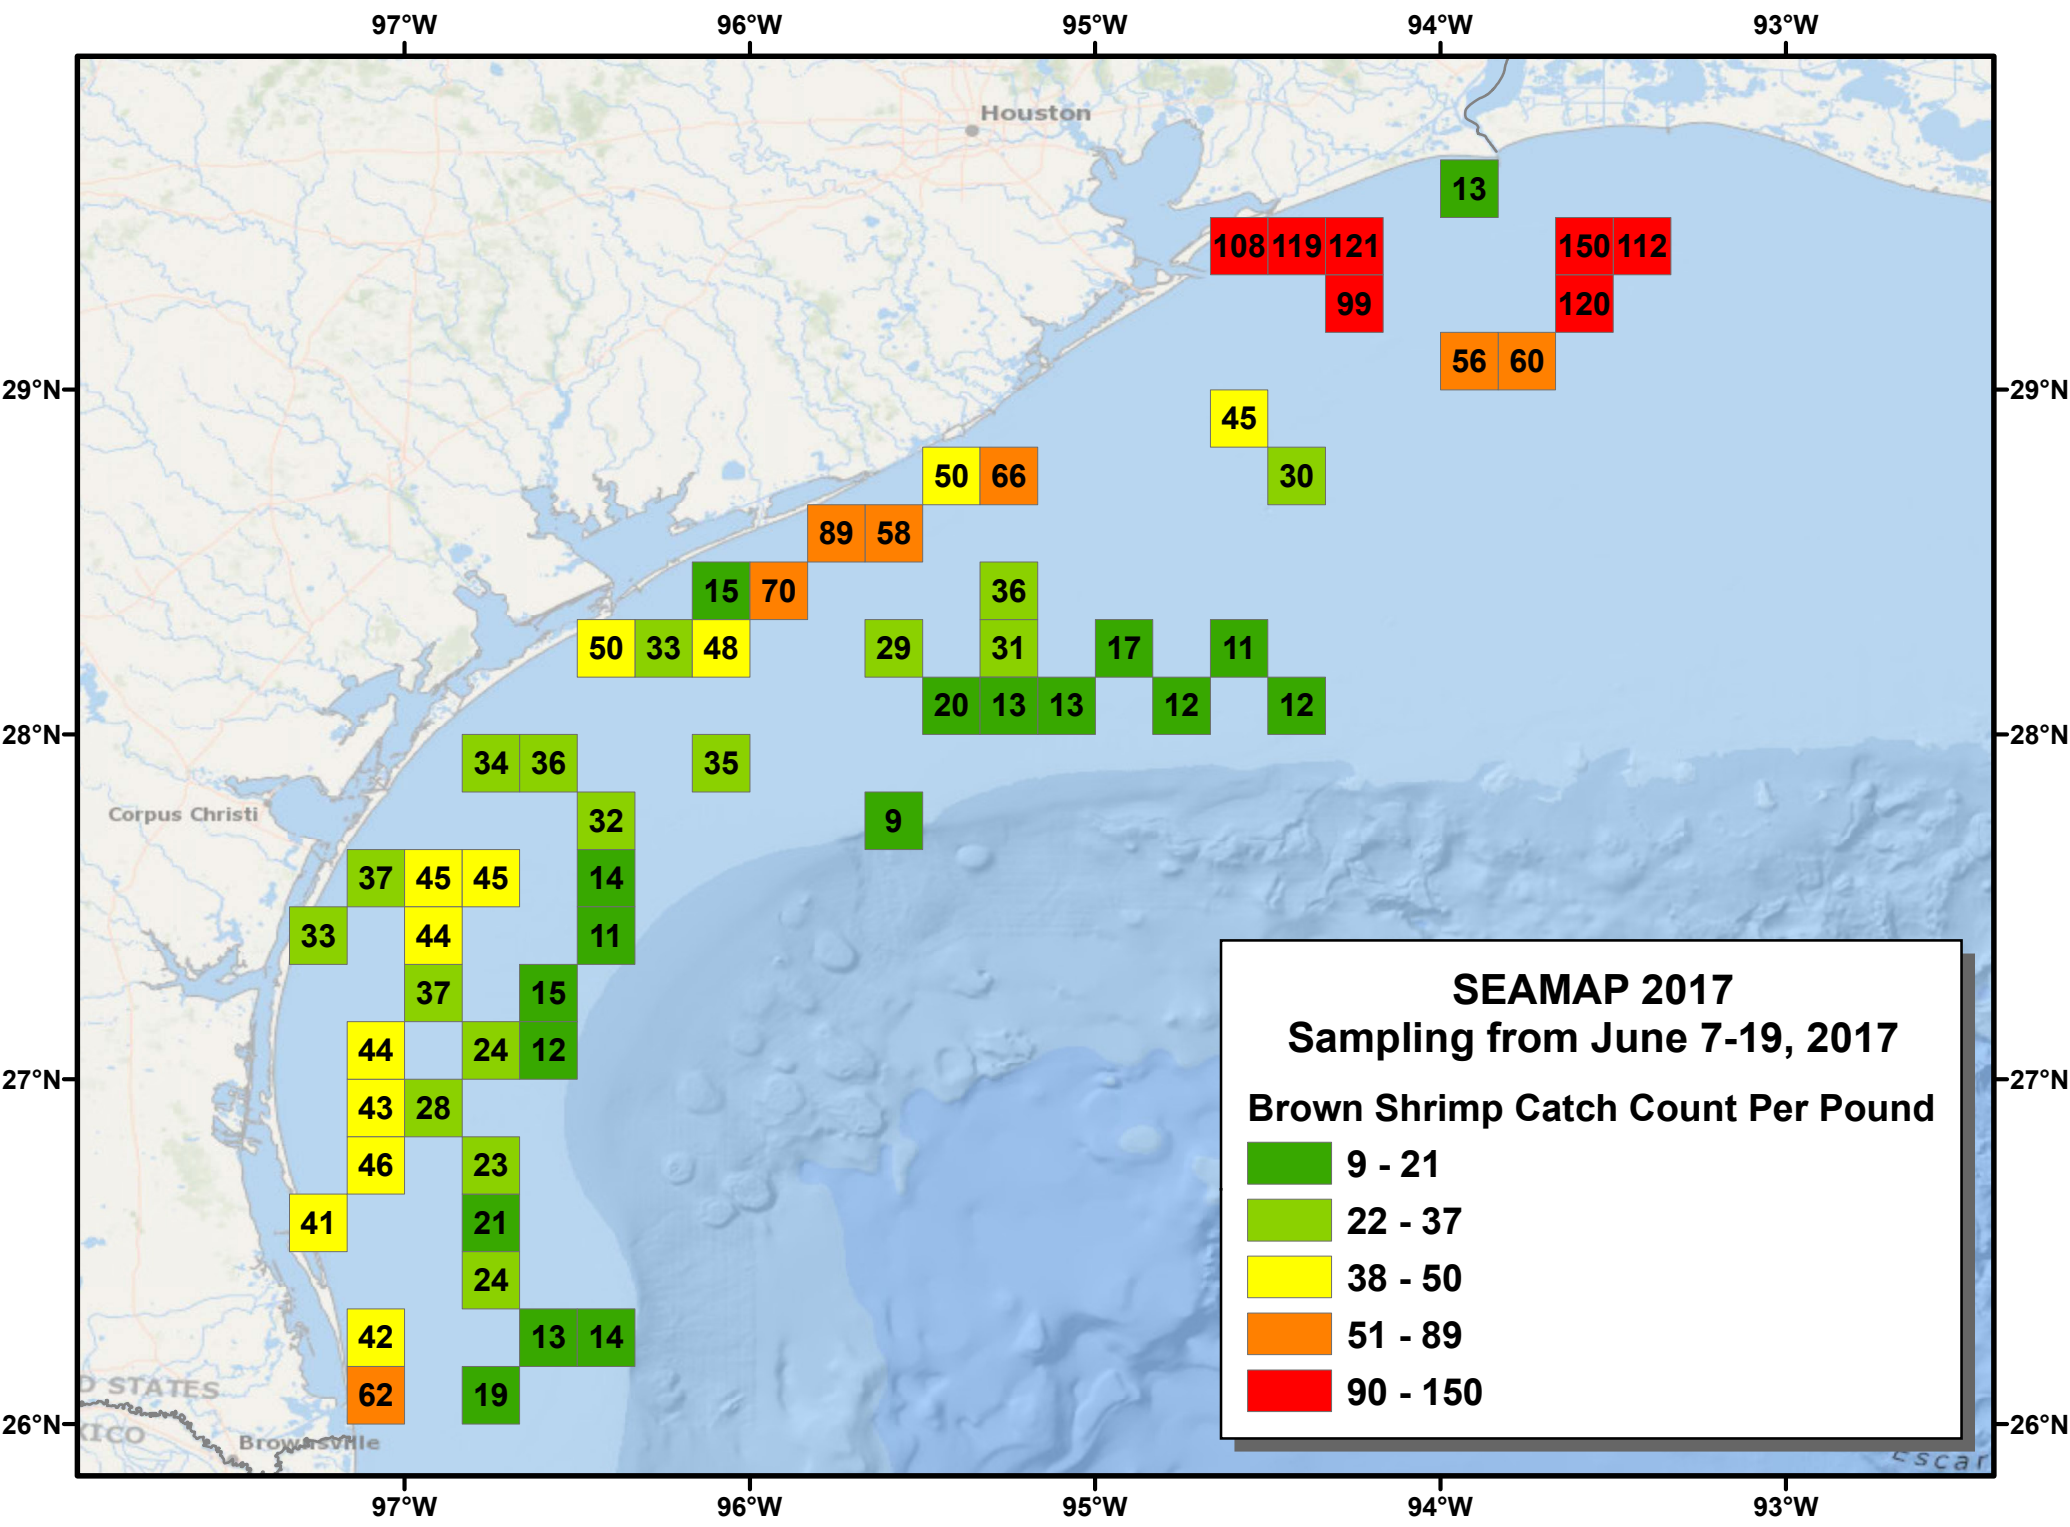 97°W 96°W 95°W 94°W 93°W
Houston
13
108 119 121 150 112
99 120
56 60
29°N 29°N
45
50 66 30
89 58
15 70 36
50 33 48 29 31 17 11
20 13 13 12 12
28°N 28°N
34 36 35
Corpus Christi 32 9
37 45 45 14
33 44 11
37 15
44 24 12
27°N 27°N
43 28
46 23
41 21
24
42 13 14
62 19
D STATES
26°N 26°N
XICO
Brownsville
SEAMAP 2017
Sampling from June 7-19, 2017
Brown Shrimp Catch Count Per Pound
9 - 21
22 - 37
38 - 50
51 - 89
90 - 150
Escar
97°W 96°W 95°W 94°W 93°W